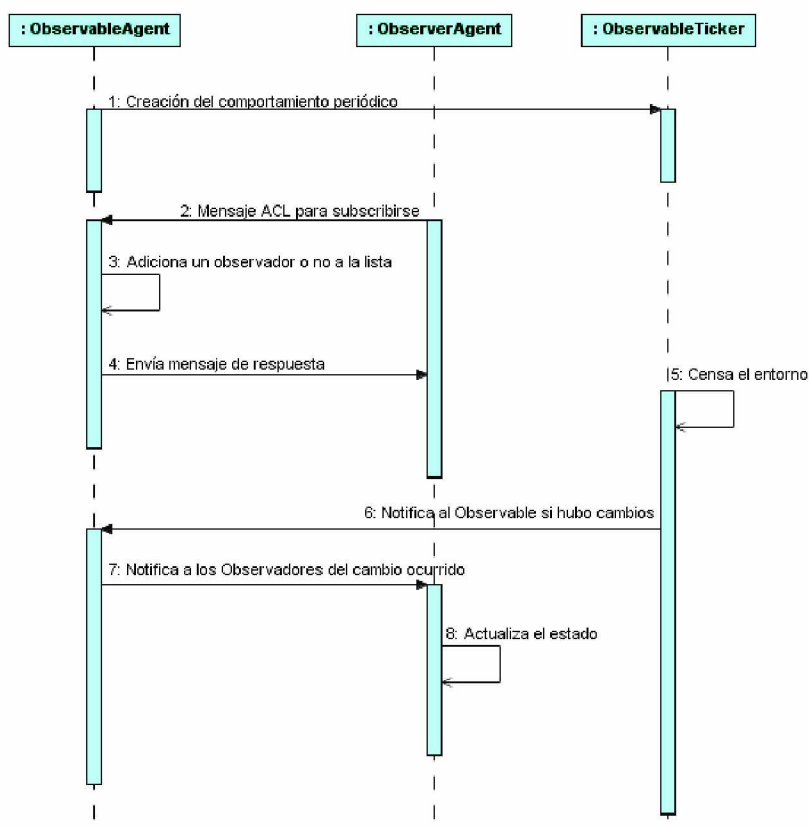 : ObservableAgent
: ObserverAgent
: ObservableTicker
1: Creación del comportamiento periódico
2: Mensaje ACL para subscribirse
3: Adiciona un observador o no a la lista
4: Envía mensaje de respuesta
5: Censa el entorno
6: Notifica al Observable si hubo cambios
7: Notifica a los Observadores del cambio ocurrido
8: Actualiza el estado